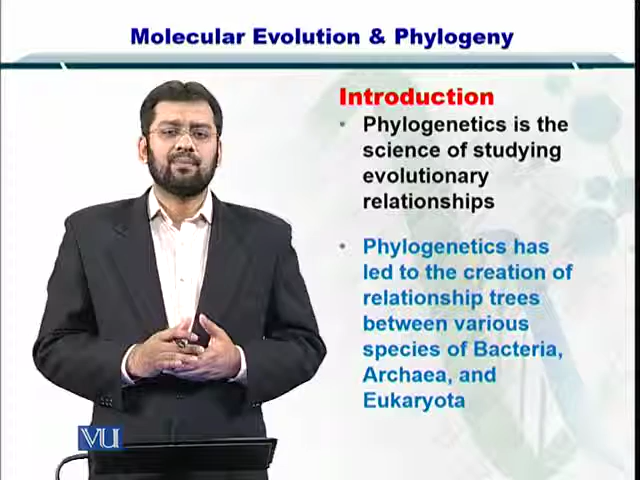 Molecular Evolution & Phylogeny
Introduction
• Phylogenetics is the
science of studying
evolutionary
relationships
• Phylogenetics has
led to the creation of
relationship trees
between various
species of Bacteria,
Archaea, and
Eukaryota
VU